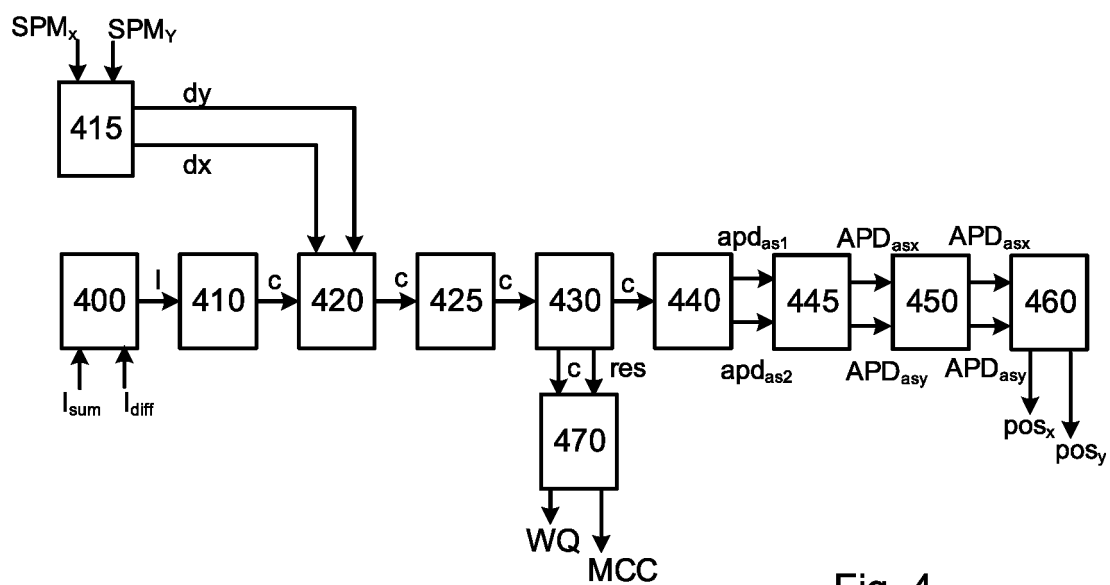 SPMx SPMY
dy
415
dx
apdas1 APDasx APDasx
400 I 410 c 420 c 425 c 430 c 440 445 450 460
Isum Idiff
c res
apdas2 APDasy APDasy
posx
posy
470
WQ
MCC
Fig. 4